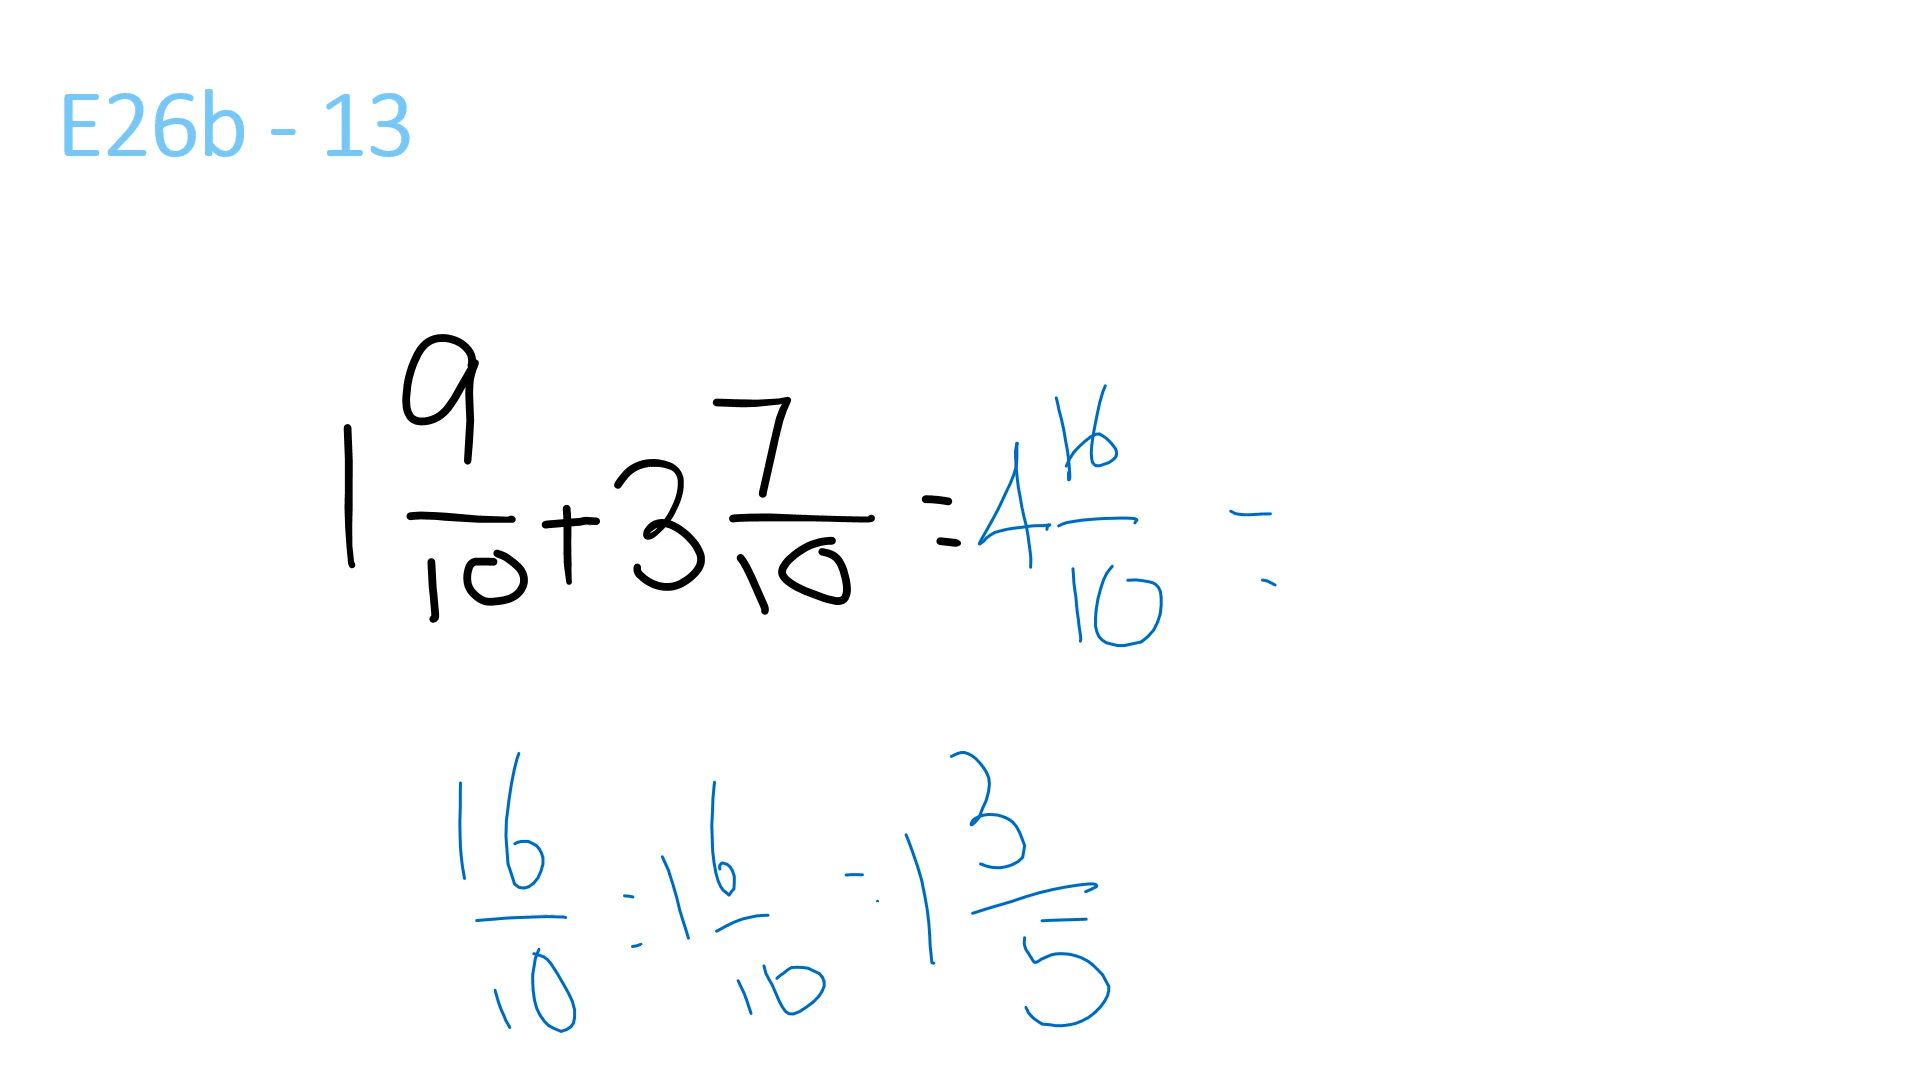 E26b - 13
1 9/10 + 3 7/10 = 4 16/10 =
16/10 = 1 6/10 = 1 3/5